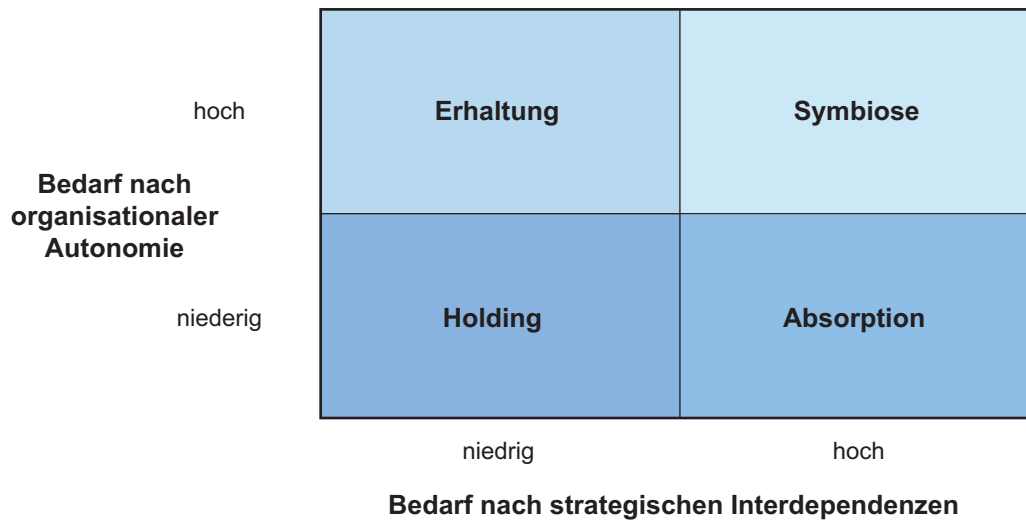 hoch
Erhaltung
Symbiose
Bedarf nach
organisationaler
Autonomie
niederig
Holding
Absorption
niedrig
hoch
Bedarf nach strategischen Interdependenzen